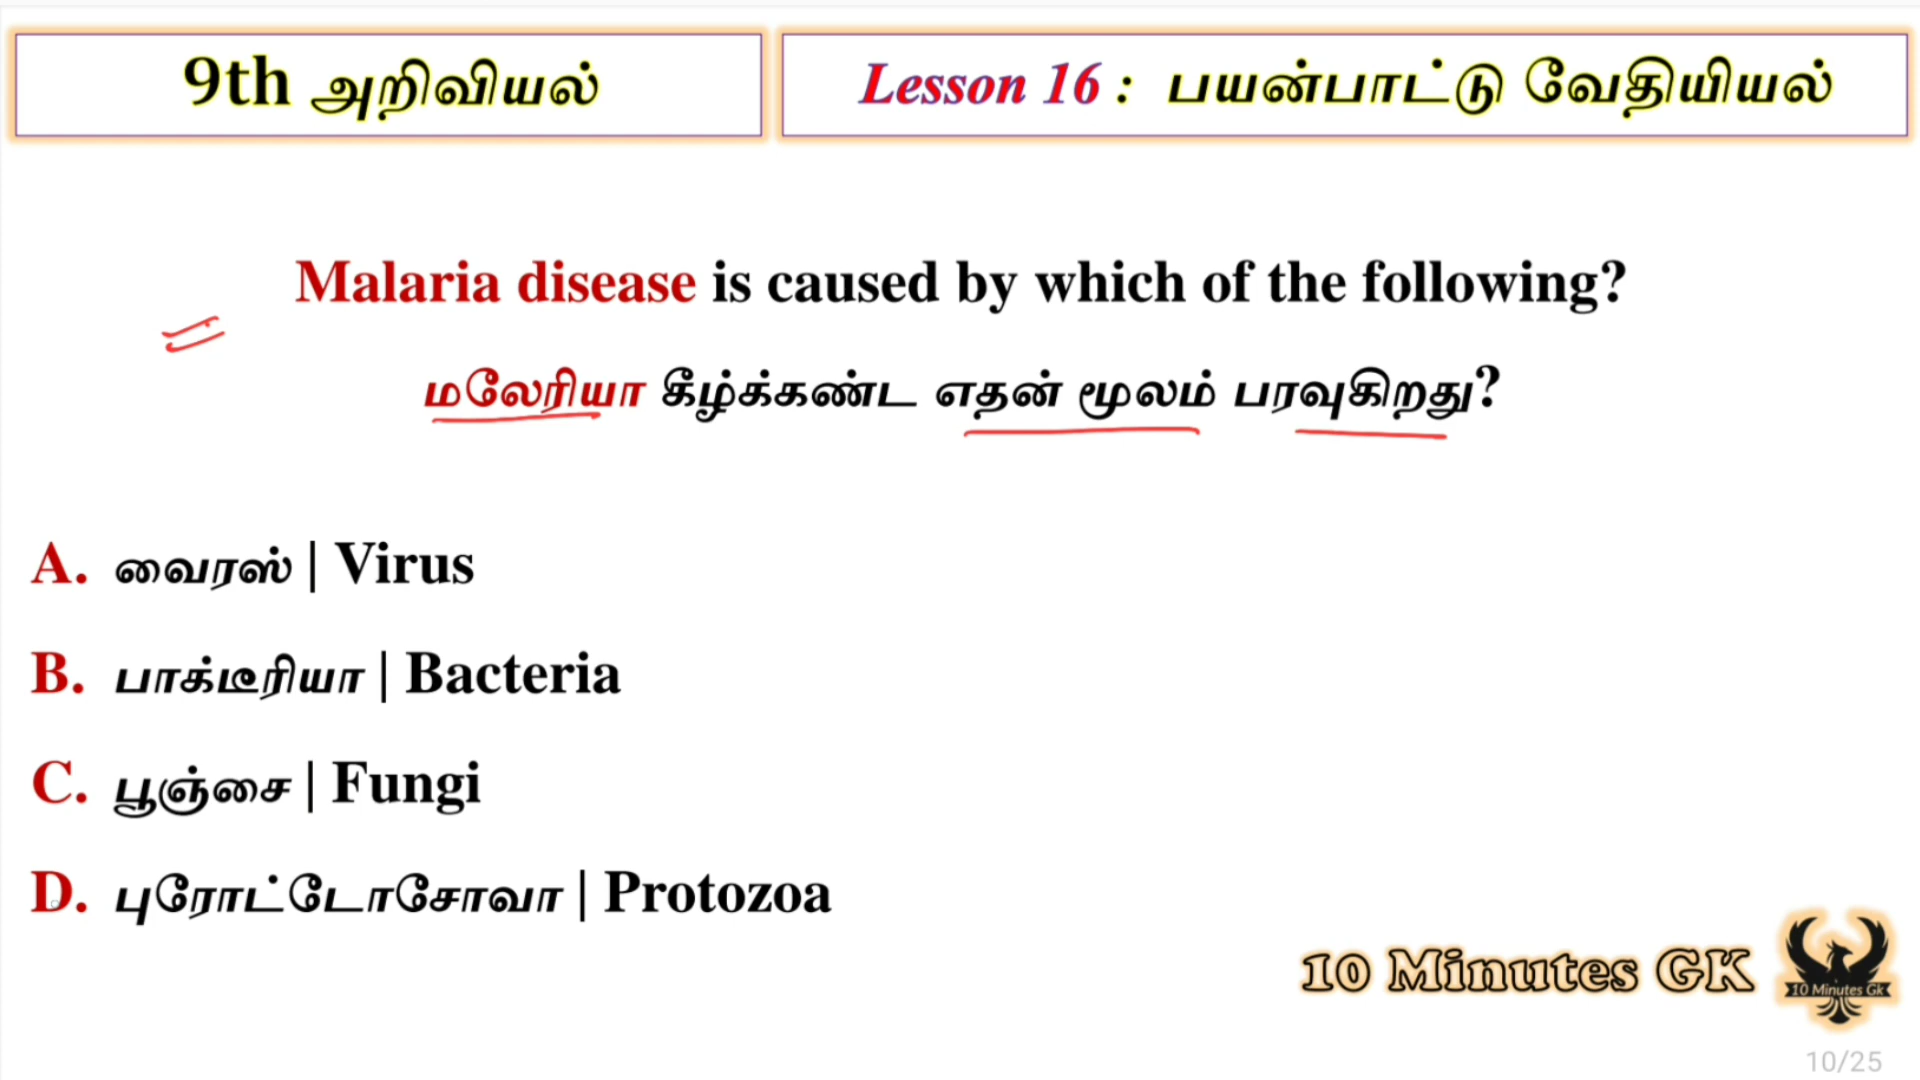 9th அறிவியல்
Lesson 16 : பயன்பாட்டு வேதியியல்
Malaria disease is caused by which of the following?
மலேரியா கீழ்க்கண்ட எதன் மூலம் பரவுகிறது?
A. வைரஸ் | Virus
B. பாக்டீரியா | Bacteria
C. பூஞ்சை | Fungi
D. புரோட்டோசோவா | Protozoa
10 Minutes GK
10 Minutes Gk
10/25